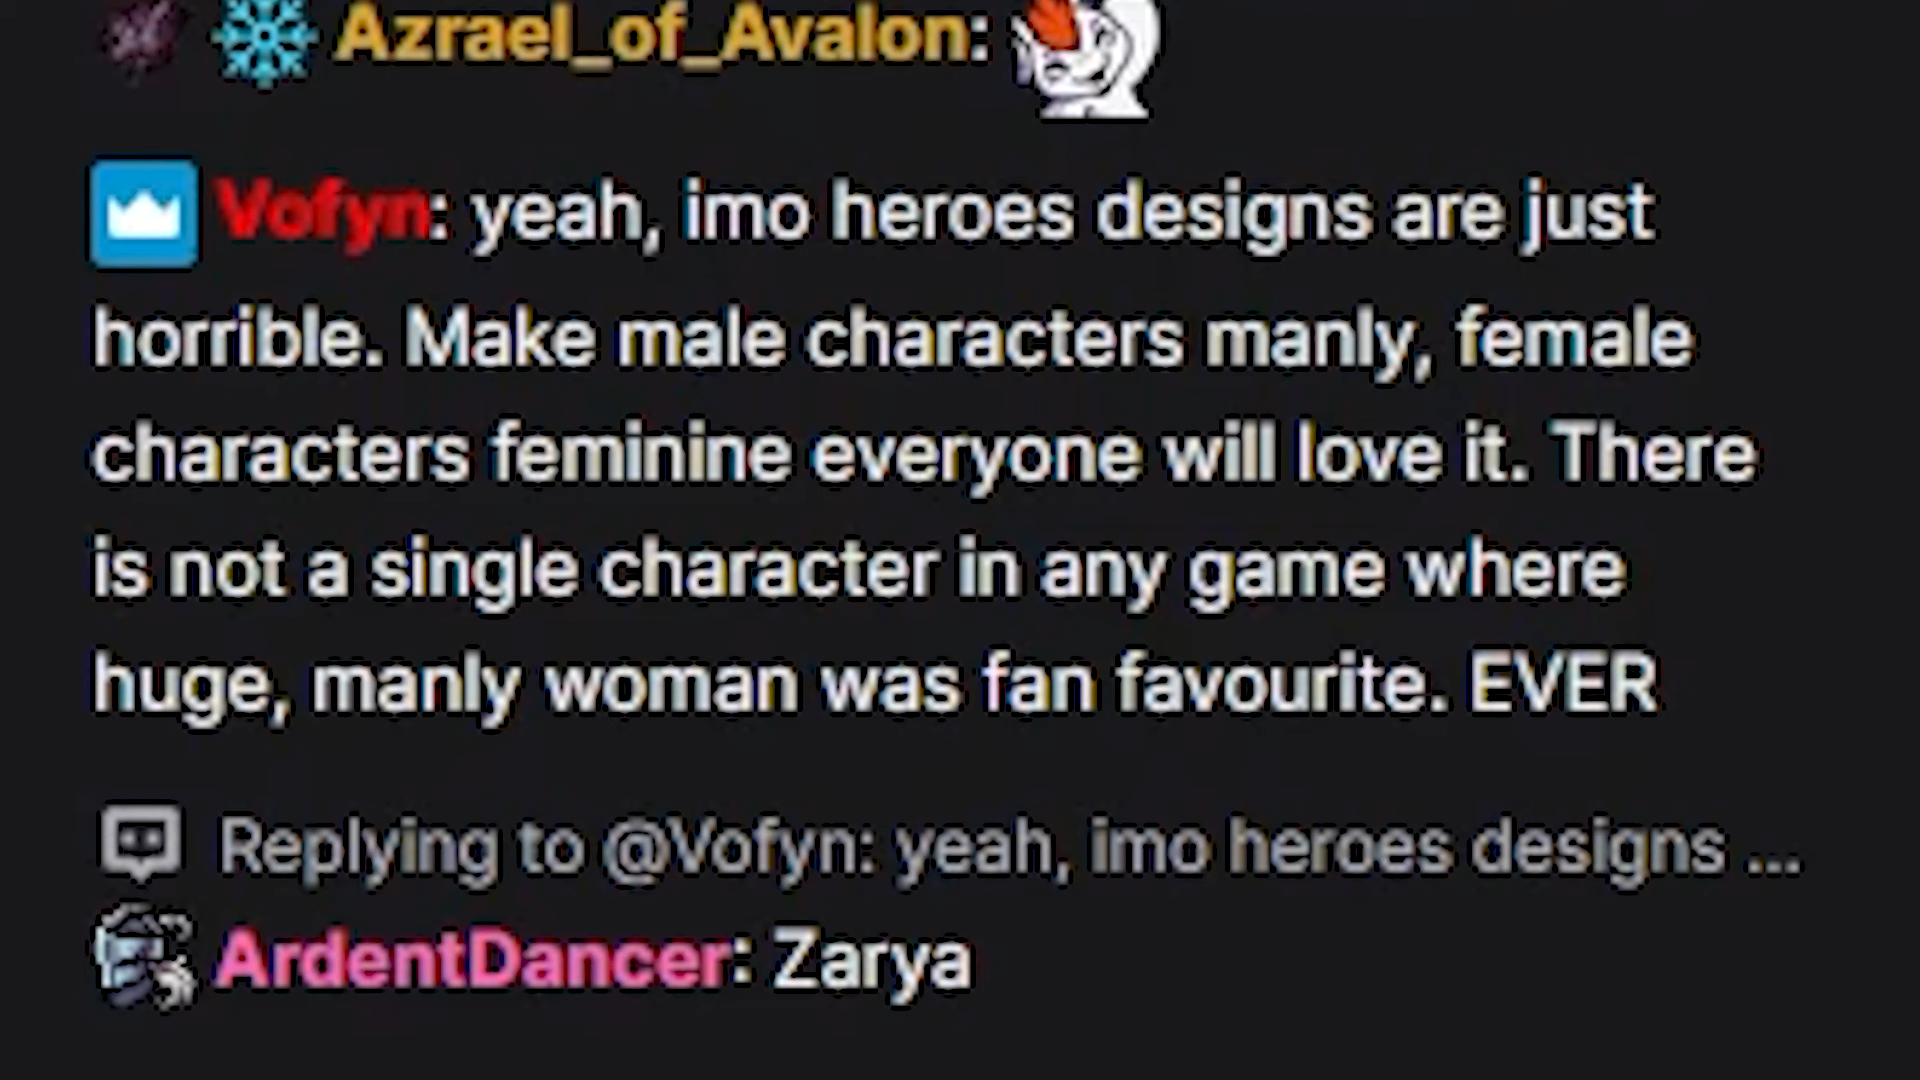 Azrael_of_Avalon:
Vofyn: yeah, imo heroes designs are just
horrible. Make male characters manly, female
characters feminine everyone will love it. There
is not a single character in any game where
huge, manly woman was fan favourite. EVER
Replying to @Vofyn: yeah, imo heroes designs ...
ArdentDancer: Zarya